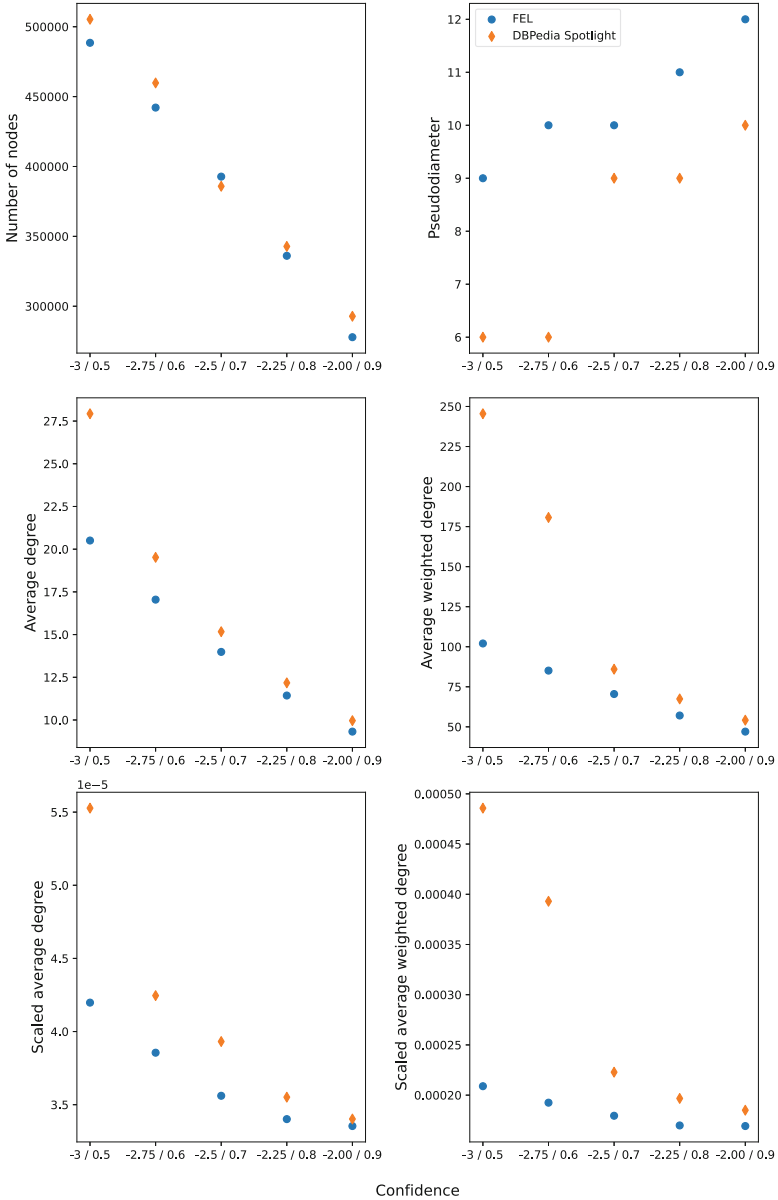 500000
450000
400000
350000
300000
Number of nodes
-3 / 0.5 -2.75 / 0.6 -2.5 / 0.7 -2.25 / 0.8 -2.00 / 0.9
FEL
DBPedia Spotlight
12
11
10
9
8
7
6
Pseudodiameter
-3 / 0.5 -2.75 / 0.6 -2.5 / 0.7 -2.25 / 0.8 -2.00 / 0.9
27.5
25.0
22.5
20.0
17.5
15.0
12.5
10.0
Average degree
-3 / 0.5 -2.75 / 0.6 -2.5 / 0.7 -2.25 / 0.8 -2.00 / 0.9
250
225
200
175
150
125
100
75
50
Average weighted degree
-3 / 0.5 -2.75 / 0.6 -2.5 / 0.7 -2.25 / 0.8 -2.00 / 0.9
1e−5
5.5
5.0
4.5
4.0
3.5
Scaled average degree
-3 / 0.5 -2.75 / 0.6 -2.5 / 0.7 -2.25 / 0.8 -2.00 / 0.9
0.00050
0.00045
0.00040
0.00035
0.00030
0.00025
0.00020
Scaled average weighted degree
-3 / 0.5 -2.75 / 0.6 -2.5 / 0.7 -2.25 / 0.8 -2.00 / 0.9
Confidence